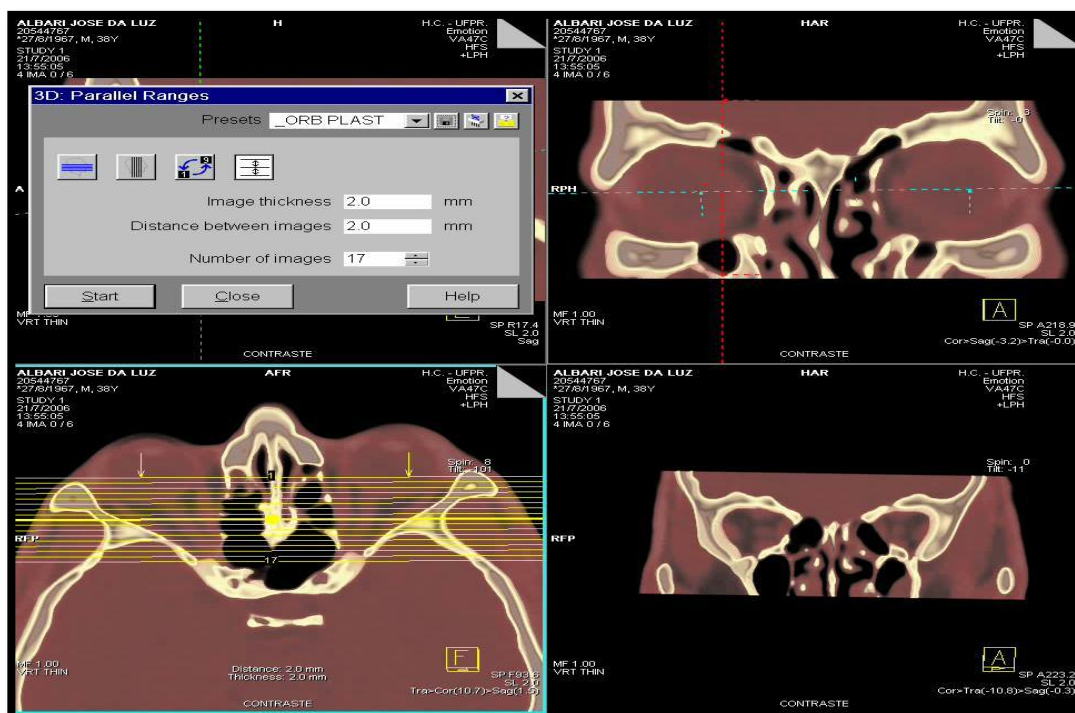 ALBARI JOSE DA LUZ
20544767
*27/8/1967, M, 38Y
STUDY 1
21/7/2006
13:55:05
4 IMA 0 / 6
H
H.C. - UFPR.
Emotion
VA47C
HFS
+LPH
3D: Parallel Ranges
Presets _ORB PLAST
Image thickness 2.0 mm
Distance between images 2.0 mm
Number of images 17
Start Close Help
A
VRT THIN
SP R17.4
SL 2.0
Sag
CONTRASTE
ALBARI JOSE DA LUZ
20544767
*27/8/1967, M, 38Y
STUDY 1
21/7/2006
13:55:05
4 IMA 0 / 6
HAR
H.C. - UFPR.
Emotion
VA47C
HFS
+LPH
Spin: 3
Tilt: -0
RPH
MF 1.00
VRT THIN
A
SP A218.9
SL 2.0
Cor>Sag(-3.2)>Tra(-0.0)
CONTRASTE
ALBARI JOSE DA LUZ
20544767
*27/8/1967, M, 38Y
STUDY 1
21/7/2006
13:55:05
4 IMA 0 / 6
AFR
H.C. - UFPR.
Emotion
VA47C
HFS
+LPH
Spin: 8
Tilt: -101
1
RFP
17
MF 1.00
VRT THIN
Distance: 2.0 mm
Thickness: 2.0 mm
F
SP F93.6
SL 2.0
Tra>Cor(10.7)>Sag(1.5)
CONTRASTE
ALBARI JOSE DA LUZ
20544767
*27/8/1967, M, 38Y
STUDY 1
21/7/2006
13:55:05
4 IMA 0 / 6
HAR
H.C. - UFPR.
Emotion
VA47C
HFS
+LPH
Spin: 0
Tilt: -11
RFP
MF 1.00
VRT THIN
A
SP A223.2
SL 2.0
Cor>Tra(-10.8)>Sag(-0.3)
CONTRASTE